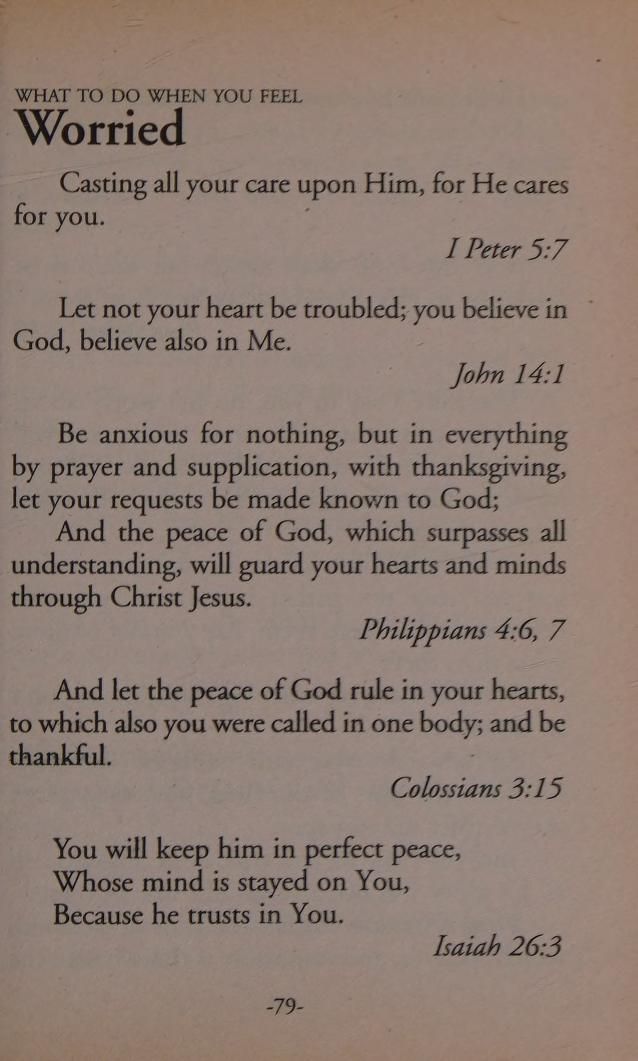 WHAT TO DO WHEN YOU FEEL
Worried
Casting all your care upon Him, for He cares
for you.
I Peter 5:7
Let not your heart be troubled; you believe in
God, believe also in Me.
John 14:1
Be anxious for nothing, but in everything
by prayer and supplication, with thanksgiving,
let your requests be made known to God;
And the peace of God, which surpasses all
understanding, will guard your hearts and minds
through Christ Jesus.
Philippians 4:6, 7
And let the peace of God rule in your hearts,
to which also you were called in one body; and be
thankful.
Colossians 3:15
You will keep him in perfect peace,
Whose mind is stayed on You,
Because he trusts in You.
Isaiah 26:3
-79-